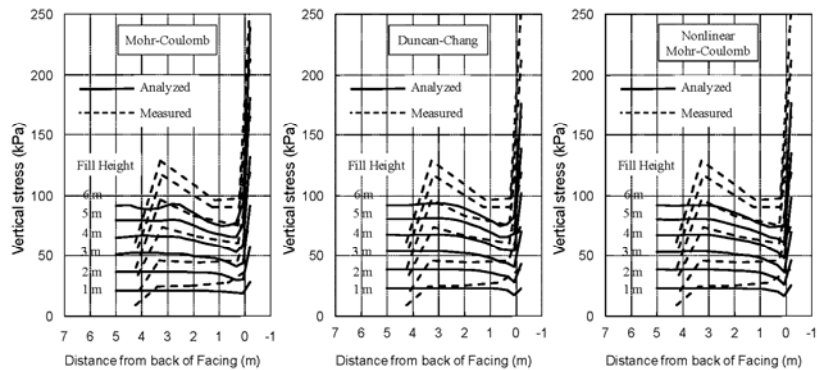 Vertical stress (kPa)
250
200
150
100
50
0
Mohr-Coulomb
Analyzed
Measured
Fill Height
6 m
5 m
4 m
3 m
2 m
1 m
7 6 5 4 3 2 1 0 -1
Distance from back of Facing (m)
Vertical stress (kPa)
250
200
150
100
50
0
Duncan-Chang
Analyzed
Measured
Fill Height
6 m
5 m
4 m
3 m
2 m
1 m
7 6 5 4 3 2 1 0 -1
Distance from back of Facing (m)
Vertical stress (kPa)
250
200
150
100
50
0
Nonlinear
Mohr-Coulomb
Analyzed
Measured
Fill Height
6 m
5 m
4 m
3 m
2 m
1 m
7 6 5 4 3 2 1 0 -1
Distance from back of Facing (m)